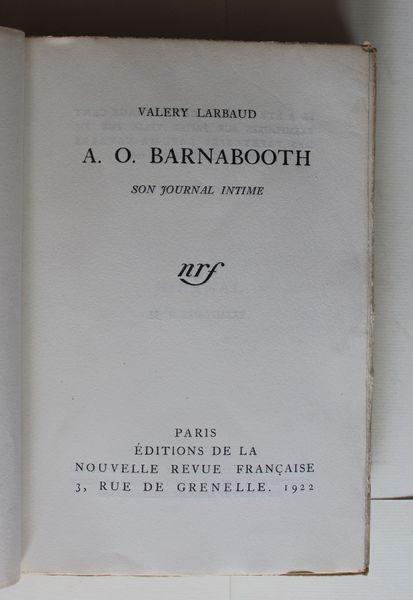 VALERY LARBAUD
A. O. BARNABOOTH
SON JOURNAL INTIME
nrf
PARIS
ÉDITIONS DE LA
NOUVELLE REVUE FRANÇAISE
3, RUE DE GRENELLE. 1922